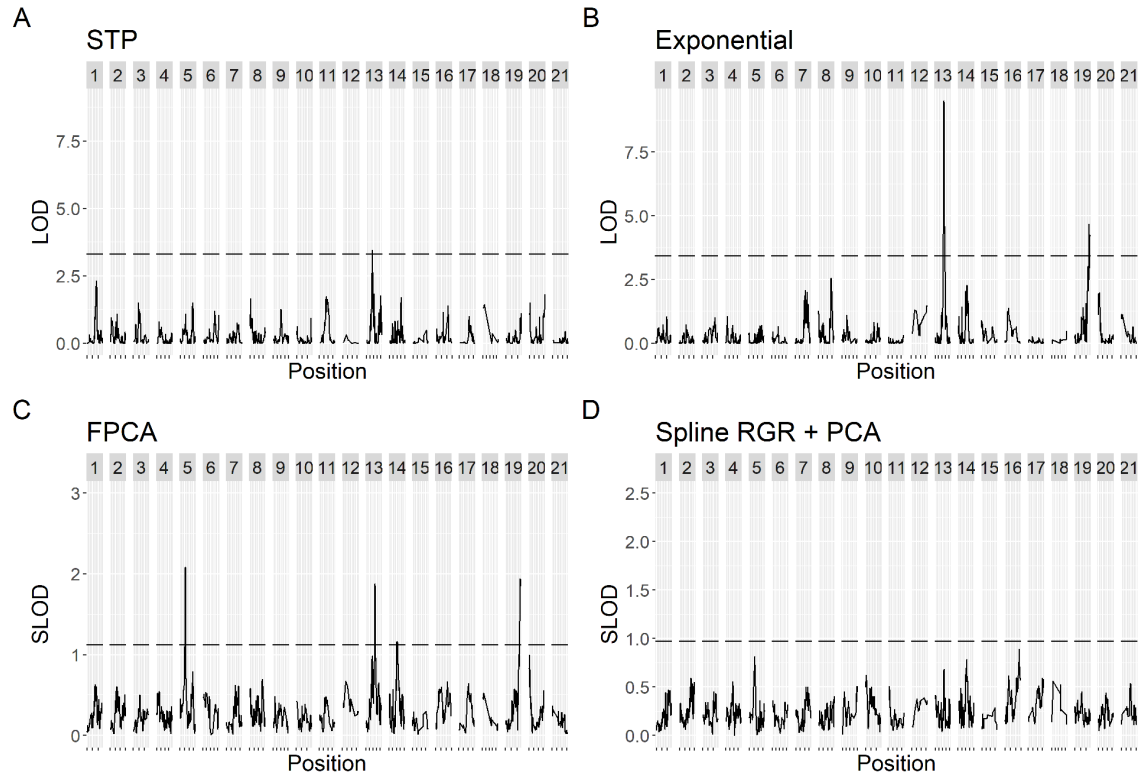 A
STP
1 2 3 4 5 6 7 8 9 10 11 12 13 14 15 16 17 18 19 20 21
7.5
5.0
2.5
0.0
LOD
Position
B
Exponential
1 2 3 4 5 6 7 8 9 10 11 12 13 14 15 16 17 18 19 20 21
7.5
5.0
2.5
0.0
LOD
Position
C
FPCA
1 2 3 4 5 6 7 8 9 10 11 12 13 14 15 16 17 18 19 20 21
3
2
1
0
SLOD
Position
D
Spline RGR + PCA
1 2 3 4 5 6 7 8 9 10 11 12 13 14 15 16 17 18 19 20 21
2.5
2.0
1.5
1.0
0.5
0.0
SLOD
Position